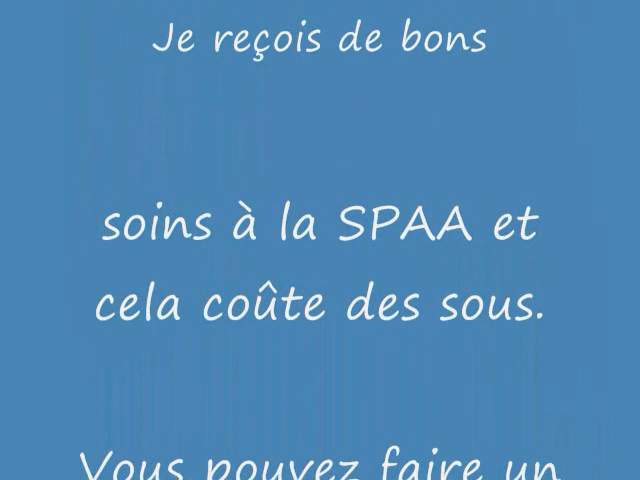 Je reçois de bons
soins à la SPAA et
cela coûte des sous.
Vous pouvez faire un